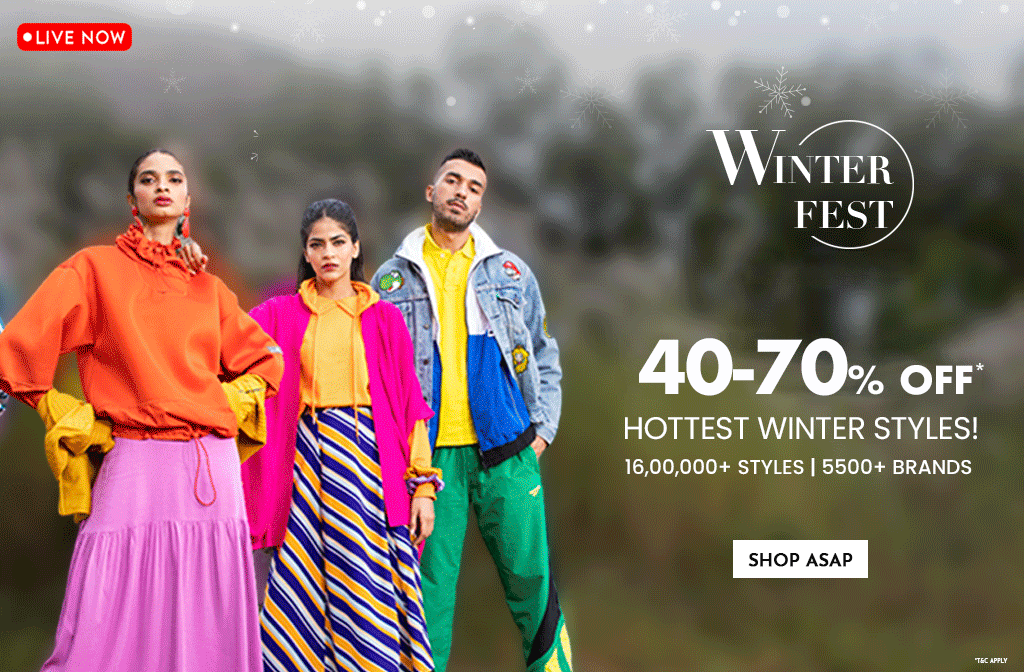 LIVE NOW
WINTER
FEST
40-70% OFF*
HOTTEST WINTER STYLES!
16,00,000+ STYLES | 5500+ BRANDS
SHOP ASAP
*T&C APPLY